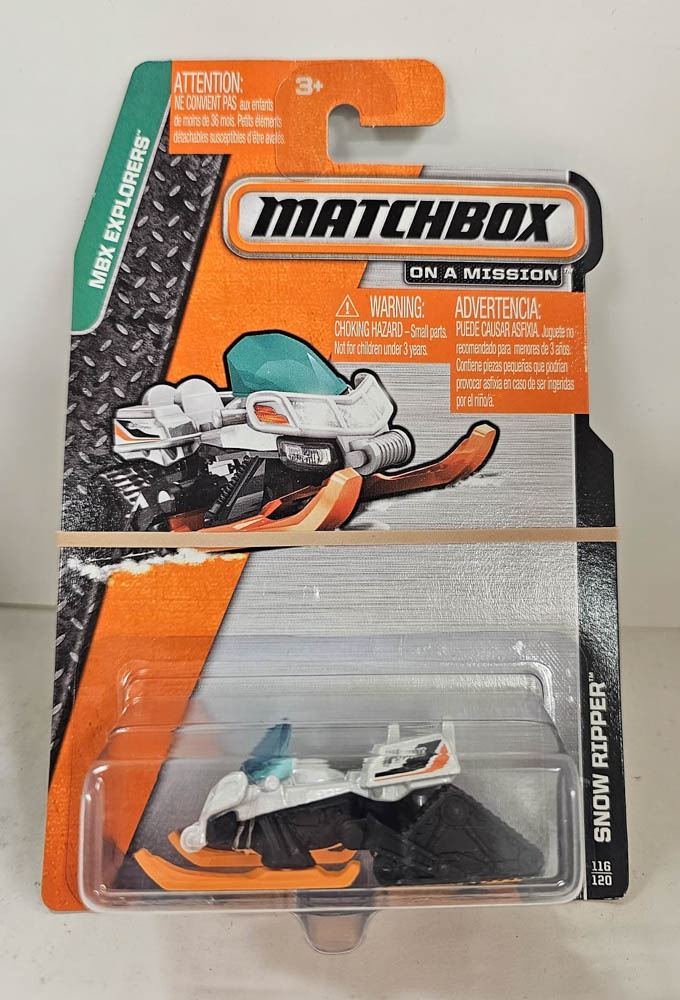 ATTENTION:
NE CONVIENT PAS aux enfants
de moins de 36 mois. Petits éléments
détachables susceptibles d'être avalés.
3+
MBX EXPLORERS™
MATCHBOX
ON A MISSION™
WARNING:
CHOKING HAZARD – Small parts.
Not for children under 3 years.
ADVERTENCIA:
PUEDE CAUSAR ASFIXIA. Juguete no
recomendado para menores de 3 años.
Contiene piezas pequeñas que podrían
provocar asfixia en caso de ser ingeridas
por el niño/a.
SNOW RIPPER™
116
120